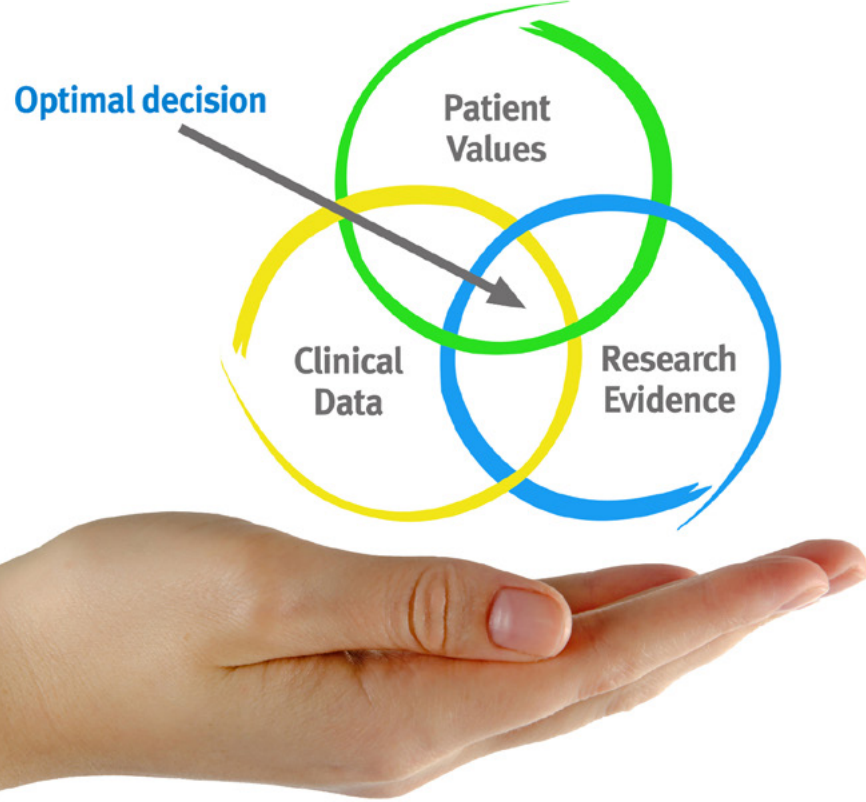 Optimal decision
Patient
Values
Clinical
Data
Research
Evidence